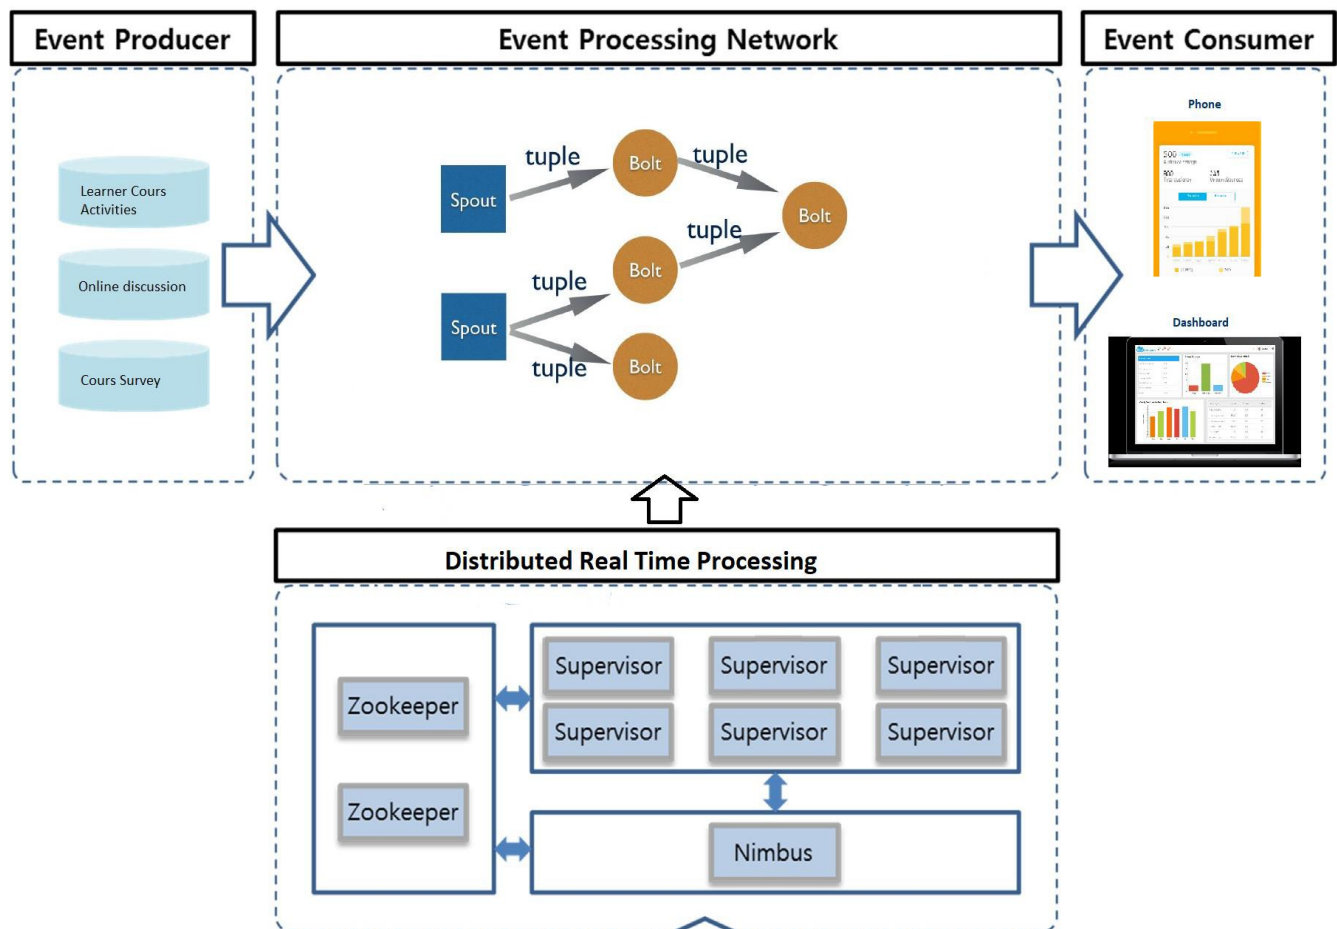 Event Producer
Event Processing Network
Event Consumer
Learner Cours
Activities
Online discussion
Cours Survey
Spout
tuple
Bolt
tuple
Bolt
tuple
Bolt
tuple
Spout
tuple
Bolt
Phone
500
800
Dashboard
Distributed Real Time Processing
Zookeeper
Zookeeper
Supervisor
Supervisor
Supervisor
Supervisor
Supervisor
Supervisor
Nimbus